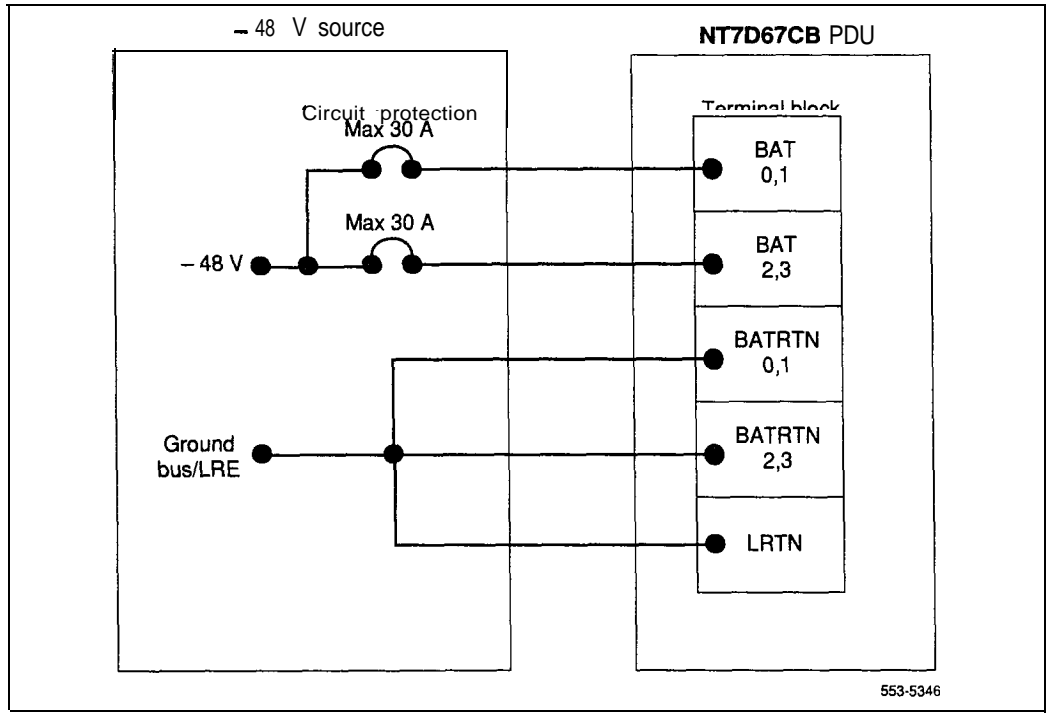 – 48 V source
NT7D67CB PDU
Circuit protection
Max 30 A
Terminal block
BAT
0,1
Max 30 A
BAT
2,3
– 48 V
BATRTN
0,1
Ground
bus/LRE
BATRTN
2,3
LRTN
553-5346